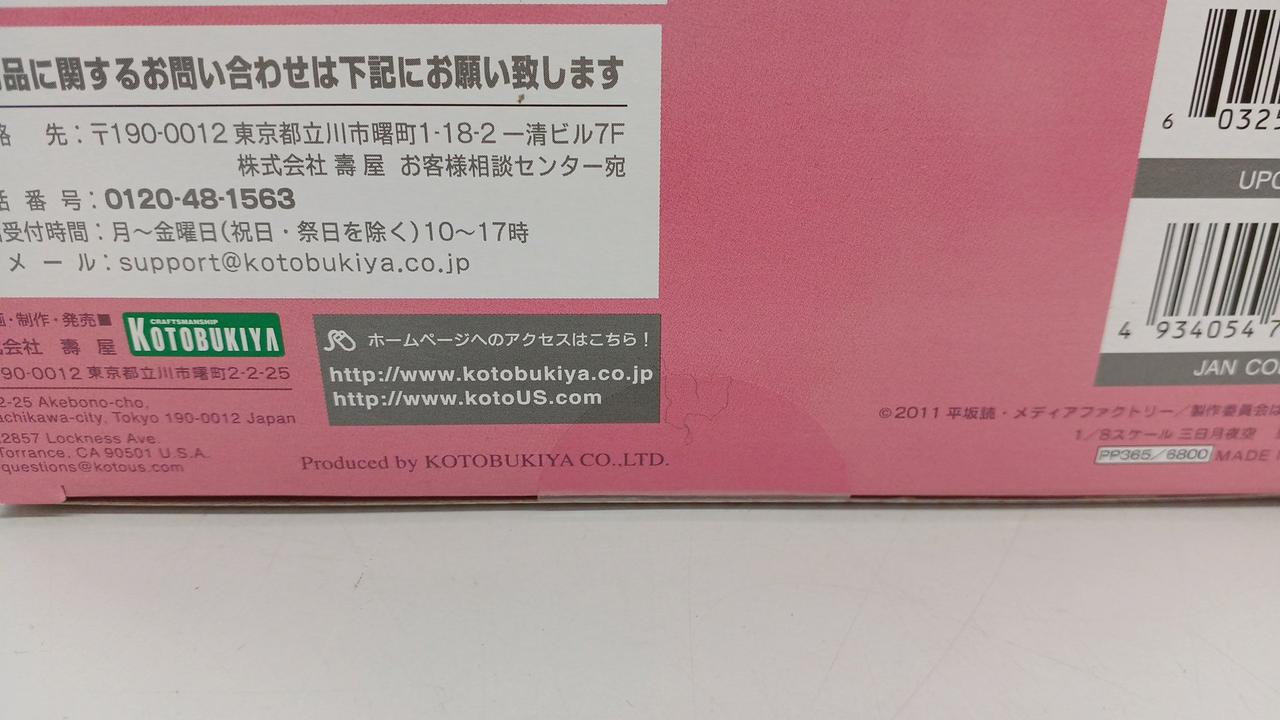 品に関するお問い合わせは下記にお願い致します
絡 先：〒190-0012 東京都立川市曙町1-18-2 一清ビル7F
株式会社 壽屋 お客様相談センター宛
話 番 号：0120-48-1563
受付時間：月〜金曜日(祝日・祭日を除く)10〜17時
メ ー ル：support@kotobukiya.co.jp
画・制作・発売■
会社 壽 屋
CRAFTSMANSHIP
KOTOBUKIYA
90-0012 東京都立川市曙町2-2-25
2-25 Akebono-cho,
achikawa-city, Tokyo 190-0012 Japan
2857 Lockness Ave.
Torrance, CA 90501 U.S.A.
questions@kotous.com
ホームページへのアクセスはこちら！
http://www.kotobukiya.co.jp
http://www.kotoUS.com
Produced by KOTOBUKIYA CO.,LTD.
6 0325
UPC
4 934054 7
JAN CO
©2011 平坂読・メディアファクトリー／製作委員会は
1/8スケール 三日月夜空
PP365/6800 MADE